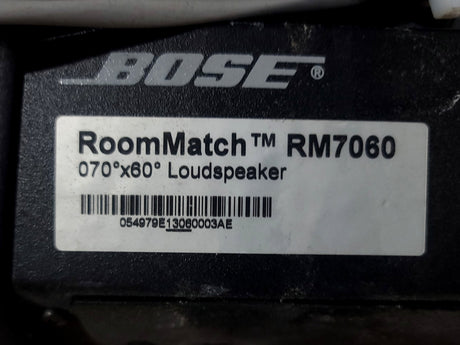 BOSE®
RoomMatch™ RM7060
070°x60° Loudspeaker
054979E13060003AE